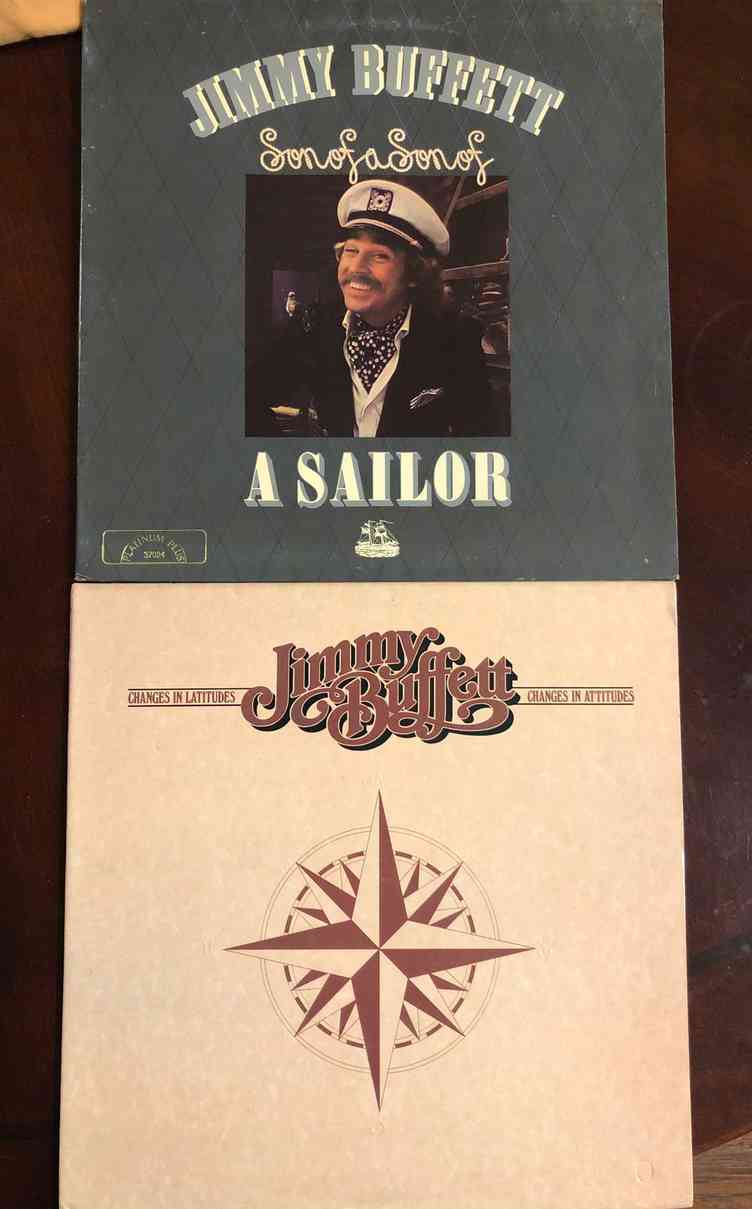 JIMMY BUFFETT
Son of a Son of
A SAILOR
PLATINUM PLUS
37024
Jimmy
Buffett
CHANGES IN LATITUDES
CHANGES IN ATTITUDES